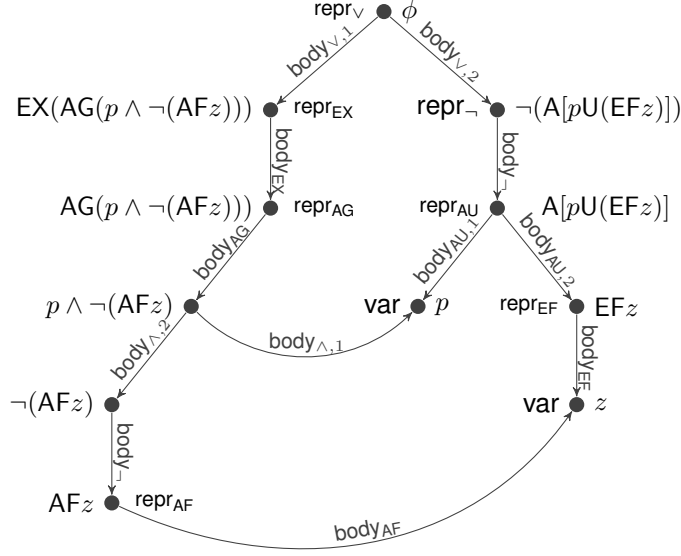 repr∨ ϕ
body∨,1 body∨,2
EX(AG(p ∧ ¬(AFz))) repr_EX repr¬ ¬(A[pU(EFz)])
body_EX body¬
AG(p ∧ ¬(AFz))) repr_AG repr_AU A[pU(EFz)]
body_AG body_AU,1 body_AU,2
p ∧ ¬(AFz) var p repr_EF EFz
body∧,2 body∧,1 body_EF
¬(AFz) var z
body¬
AFz repr_AF
body_AF